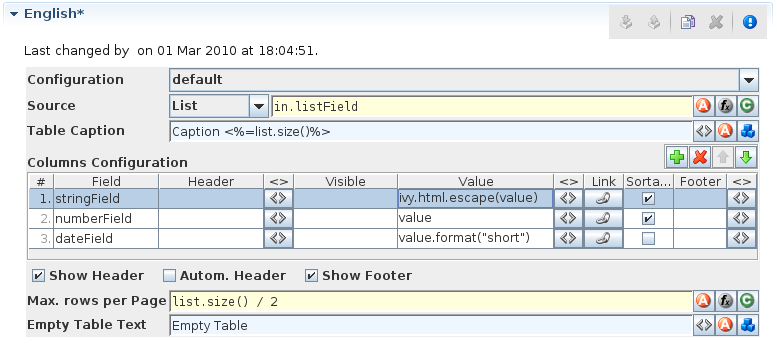 English*
Last changed by  on 01 Mar 2010 at 18:04:51.
Configuration default
Source List in.listField
Table Caption Caption <%=list.size()%>
Columns Configuration
# Field Header <> Visible Value <> Link Sorta... Footer <>
1. stringField <> ivy.html.escape(value) <> <>
2. numberField <> value <> <>
3. dateField <> value.format("short") <> <>
Show Header Autom. Header Show Footer
Max. rows per Page list.size() / 2
Empty Table Text Empty Table